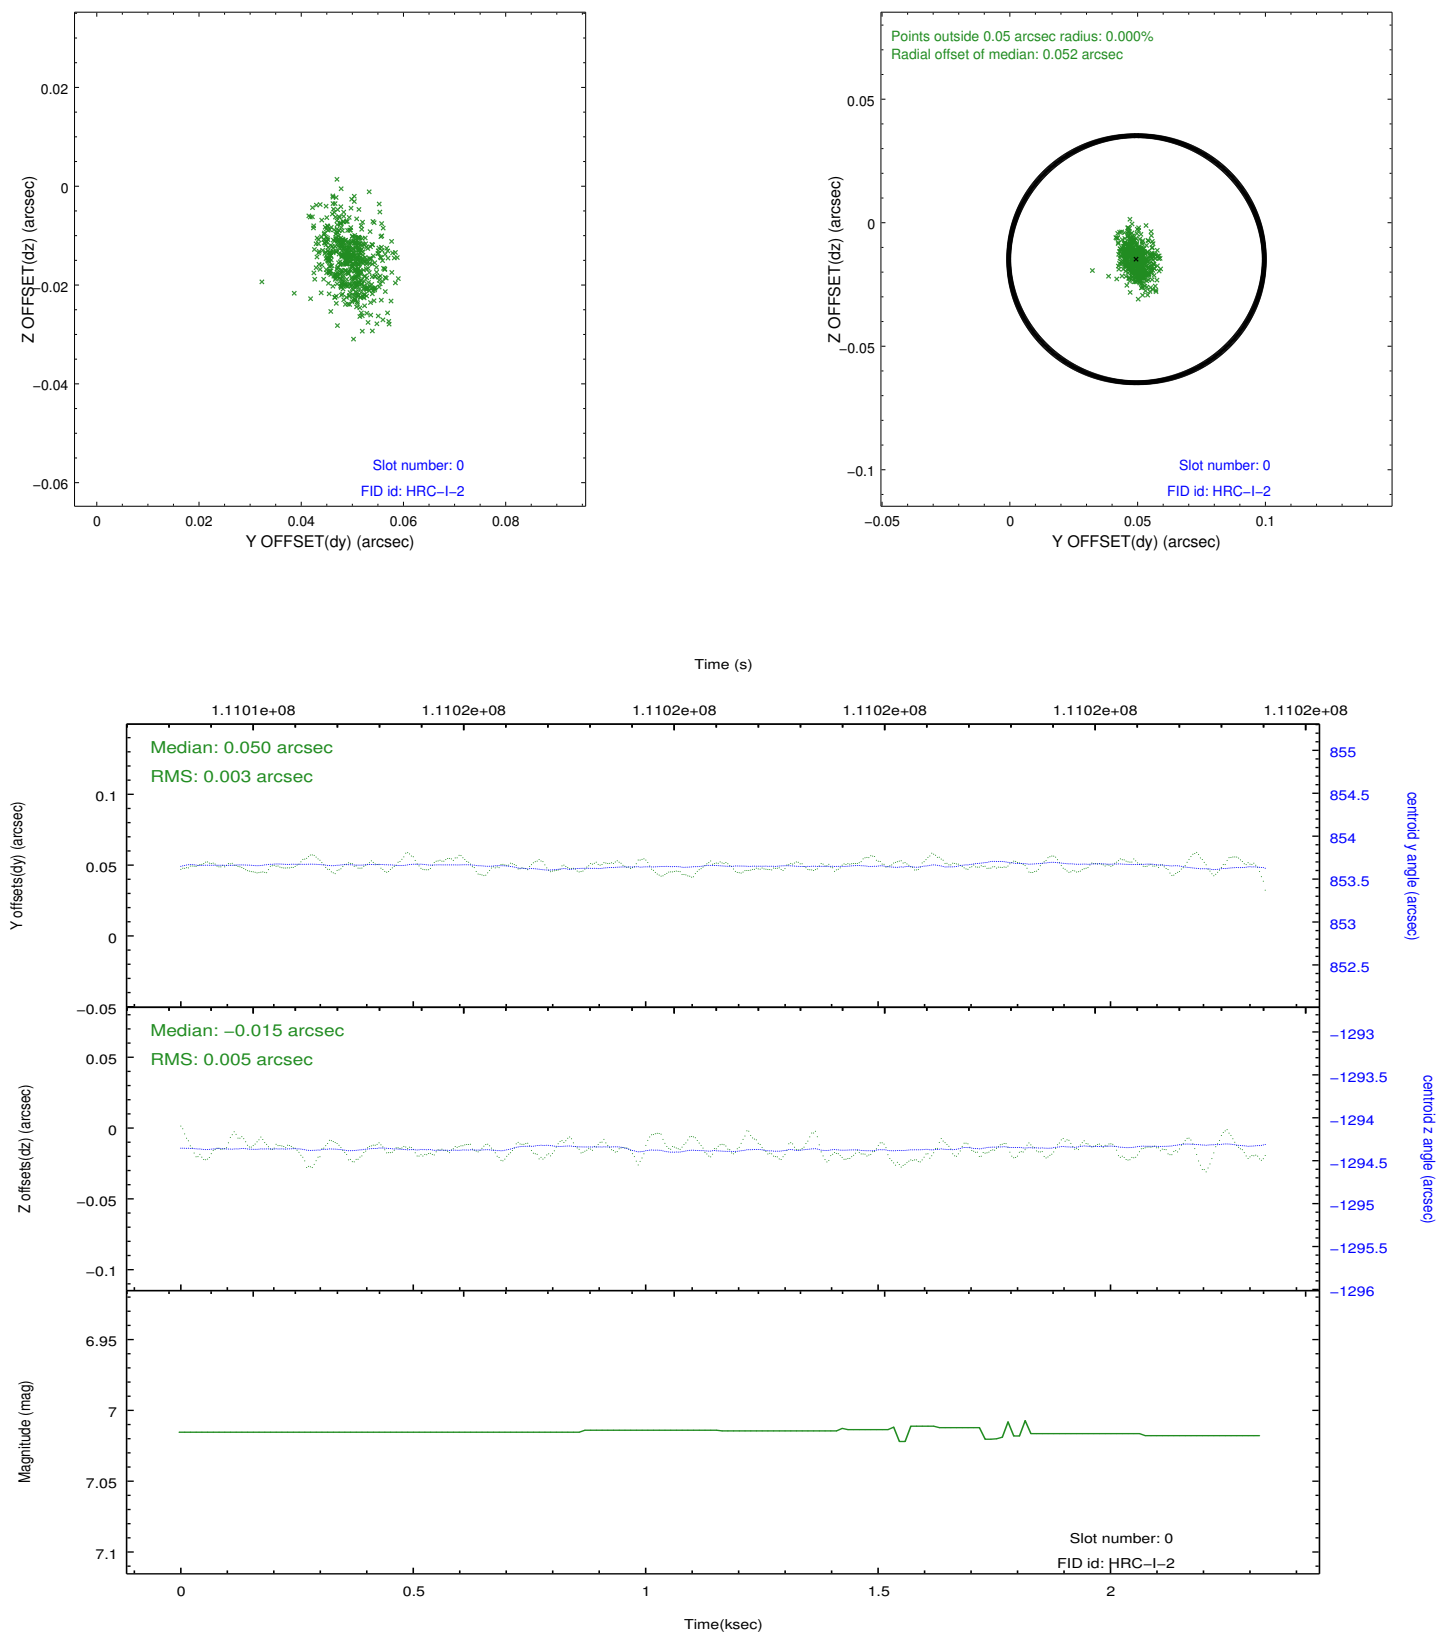 0.02
0
−0.02
−0.04
−0.06
Z OFFSET(dz) (arcsec)
Slot number: 0
FID id: HRC−I−2
0 0.02 0.04 0.06 0.08
Y OFFSET(dy) (arcsec)
Points outside 0.05 arcsec radius: 0.000%
Radial offset of median: 0.052 arcsec
0.05
0
−0.05
−0.1
Z OFFSET(dz) (arcsec)
Slot number: 0
FID id: HRC−I−2
−0.05 0 0.05 0.1
Y OFFSET(dy) (arcsec)
Time (s)
1.1101e+08 1.1102e+08 1.1102e+08 1.1102e+08 1.1102e+08 1.1102e+08
Median: 0.050 arcsec
RMS: 0.003 arcsec
0.1
0.05
0
−0.05
Y offsets(dy) (arcsec)
855
854.5
854
853.5
853
852.5
centroid y angle (arcsec)
Median: −0.015 arcsec
RMS: 0.005 arcsec
0.05
0
−0.05
−0.1
Z offsets(dz) (arcsec)
−1293
−1293.5
−1294
−1294.5
−1295
−1295.5
−1296
centroid z angle (arcsec)
6.95
7
7.05
7.1
Magnitude (mag)
Slot number: 0
FID id: HRC−I−2
0 0.5 1 1.5 2
Time(ksec)